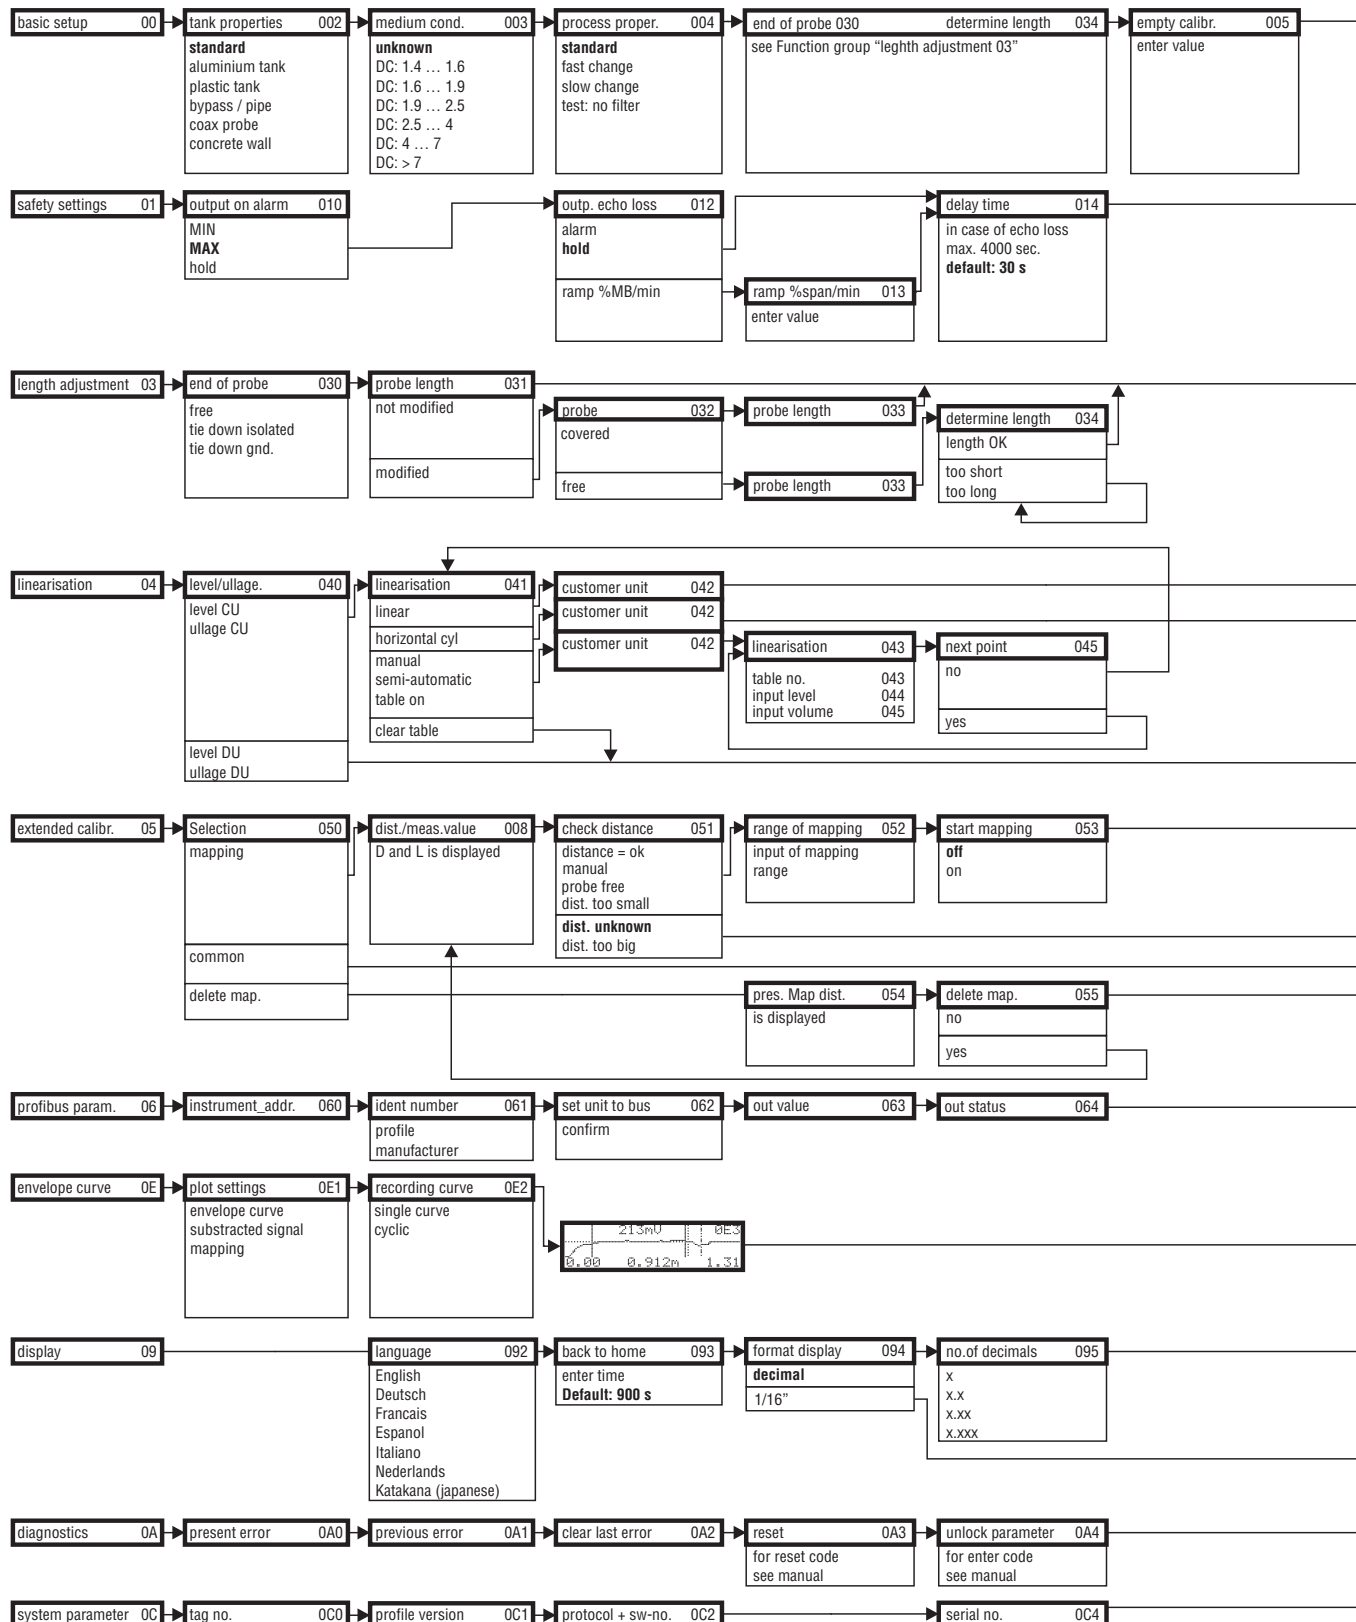 basic setup 00
tank properties 002
standard
aluminium tank
plastic tank
bypass / pipe
coax probe
concrete wall
medium cond. 003
unknown
DC: 1.4 … 1.6
DC: 1.6 … 1.9
DC: 1.9 … 2.5
DC: 2.5 … 4
DC: 4 … 7
DC: > 7
process proper. 004
standard
fast change
slow change
test: no filter
end of probe 030 determine length 034
see Function group “leghth adjustment 03”
empty calibr. 005
enter value
safety settings 01
output on alarm 010
MIN
MAX
hold
outp. echo loss 012
alarm
hold
ramp %MB/min
ramp %span/min 013
enter value
delay time 014
in case of echo loss
max. 4000 sec.
default: 30 s
length adjustment 03
end of probe 030
free
tie down isolated
tie down gnd.
probe length 031
not modified
modified
probe 032
covered
free
probe length 033
probe length 033
determine length 034
length OK
too short
too long
linearisation 04
level/ullage. 040
level CU
ullage CU
level DU
ullage DU
linearisation 041
linear
horizontal cyl
manual
semi-automatic
table on
clear table
customer unit 042
customer unit 042
customer unit 042
linearisation 043
table no. 043
input level 044
input volume 045
next point 045
no
yes
extended calibr. 05
Selection 050
mapping
common
delete map.
dist./meas.value 008
D and L is displayed
check distance 051
distance = ok
manual
probe free
dist. too small
dist. unknown
dist. too big
range of mapping 052
input of mapping
range
start mapping 053
off
on
pres. Map dist. 054
is displayed
delete map. 055
no
yes
profibus param. 06
instrument_addr. 060
ident number 061
profile
manufacturer
set unit to bus 062
confirm
out value 063
out status 064
envelope curve 0E
plot settings 0E1
envelope curve
substracted signal
mapping
recording curve 0E2
single curve
cyclic
213mV 0E3
0.00 0.912m 1.31
display 09
language 092
English
Deutsch
Francais
Espanol
Italiano
Nederlands
Katakana (japanese)
back to home 093
enter time
Default: 900 s
format display 094
decimal
1/16”
no.of decimals 095
x
x.x
x.xx
x.xxx
diagnostics 0A
present error 0A0
previous error 0A1
clear last error 0A2
reset 0A3
for reset code
see manual
unlock parameter 0A4
for enter code
see manual
system parameter 0C
tag no. 0C0
profile version 0C1
protocol + sw-no. 0C2
serial no. 0C4